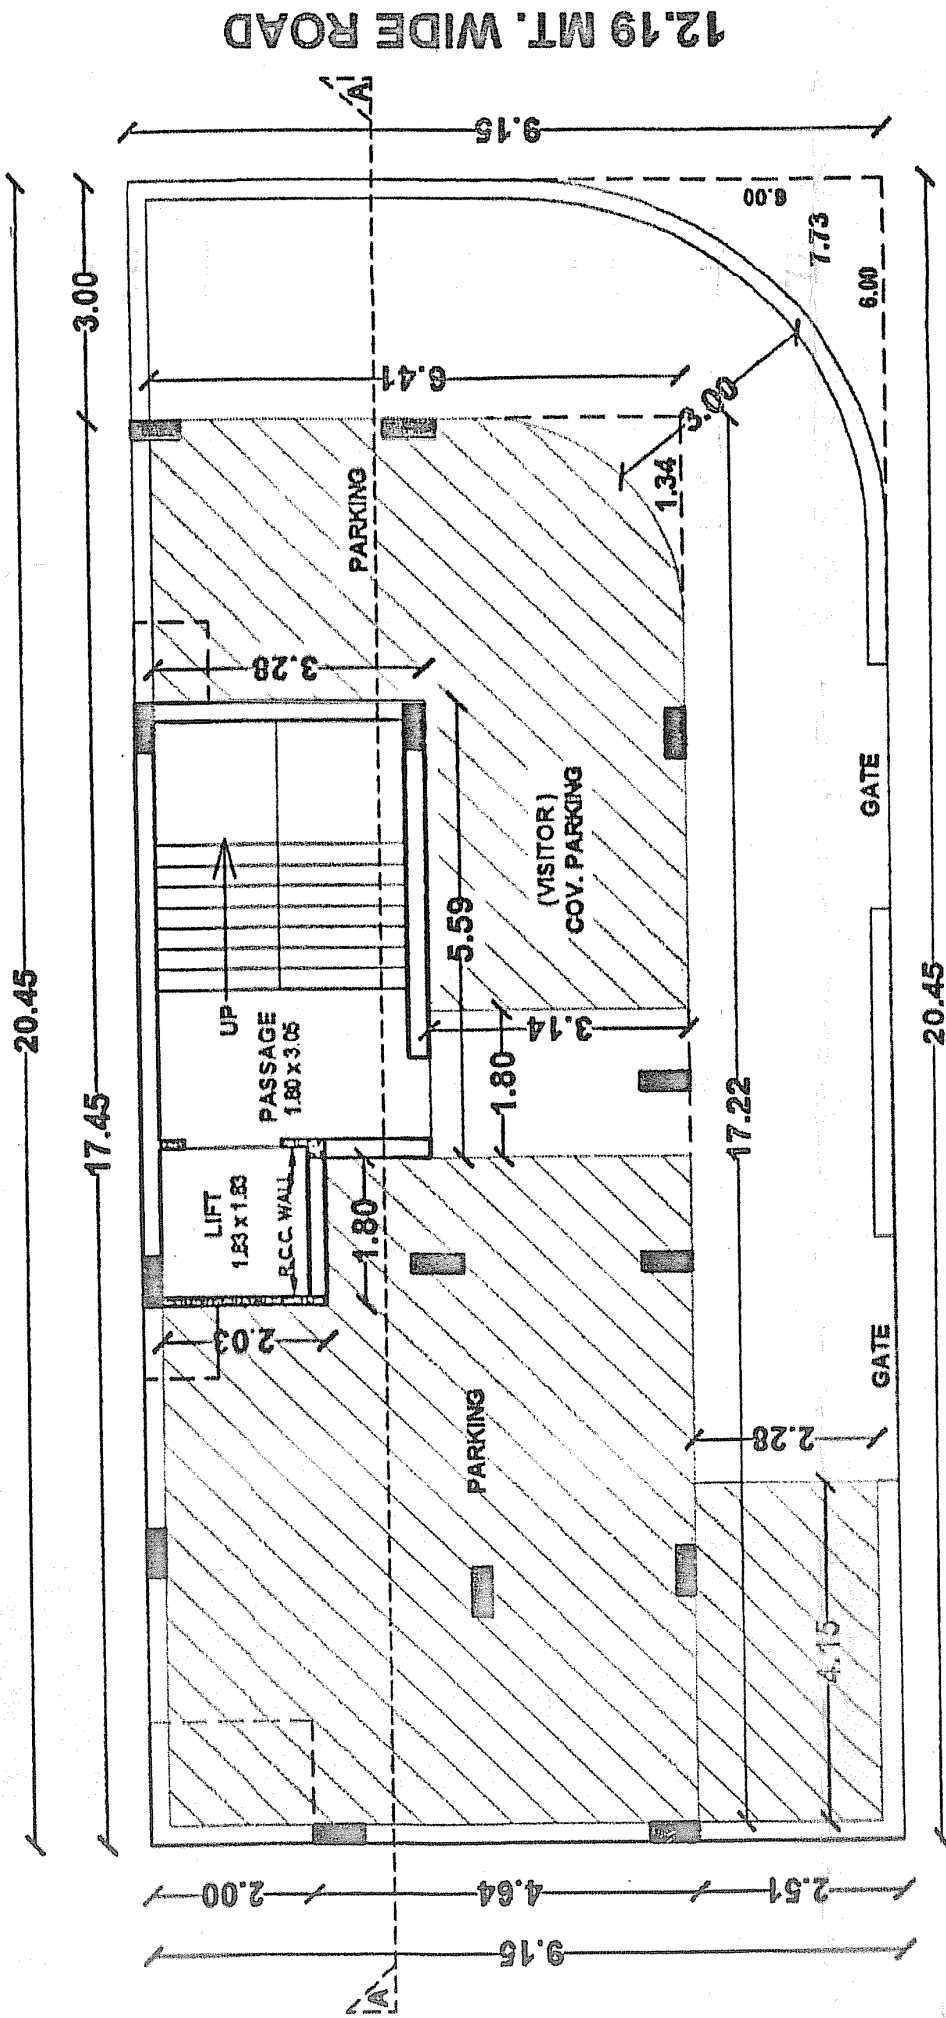 12.19 MT. WIDE ROAD
A
9.15
3.00
6.00
7.73
6.00
6.41
3.00
1.34
PARKING
3.28
GATE
(VISITOR)
COV. PARKING
5.59
UP
PASSAGE
1.80 x 3.05
3.14
1.80
20.45
17.45
17.22
20.45
LIFT
1.83 x 1.83
R.C.C. WALL
1.80
2.03
GATE
PARKING
2.28
4.15
2.00
4.64
2.51
9.15
A